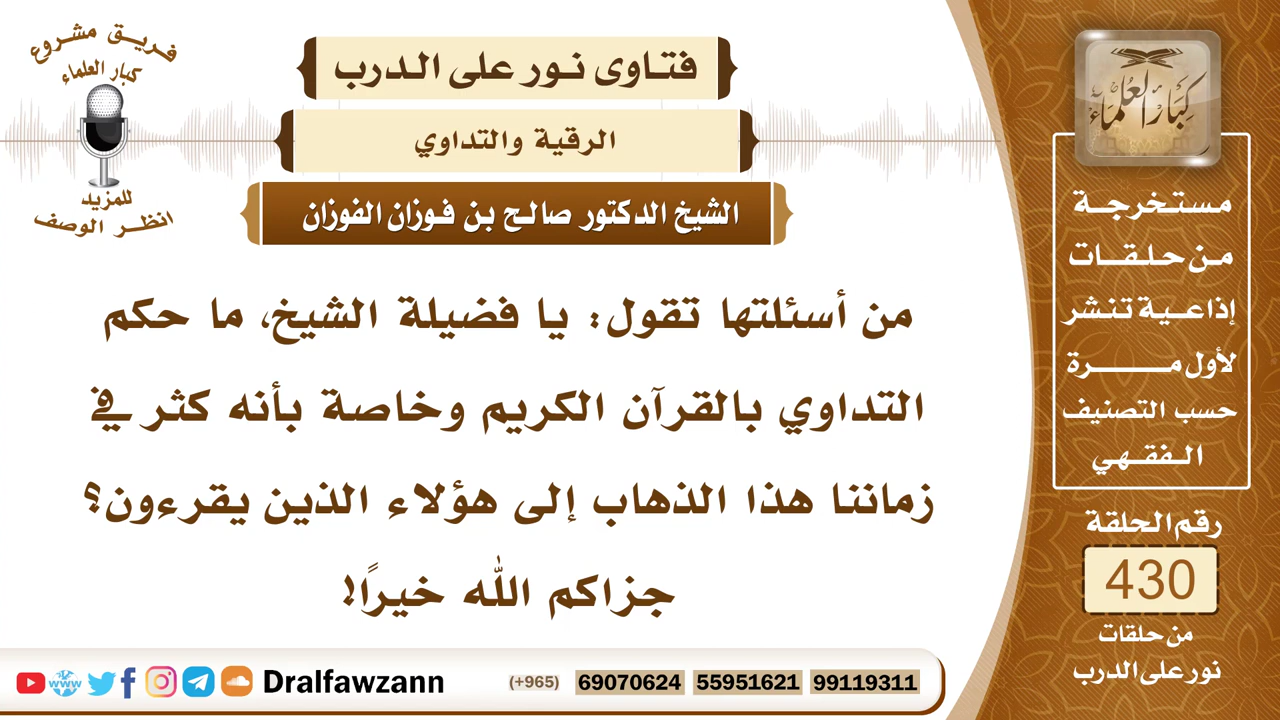 فريق مشروع
كبار العلماء
للمزيد
انظر الوصف
فتاوى نور على الدرب
الرقية والتداوي
الشيخ الدكتور صالح بن فوزان الفوزان
من أسئلتها تقول: يا فضيلة الشيخ، ما حكم
التداوي بالقرآن الكريم وخاصة بأنه كثر في
زماننا هذا الذهاب إلى هؤلاء الذين يقرءون؟
جزاكم الله خيرًا!
كبار العلماء
مستخرجة
من حلقات
إذاعية تنشر
لأول مرة
حسب التصنيف
الفقهي
رقم الحلقة
430
من حلقات
نور على الدرب
www
Dralfawzann
(+965) 69070624 55951621 99119311